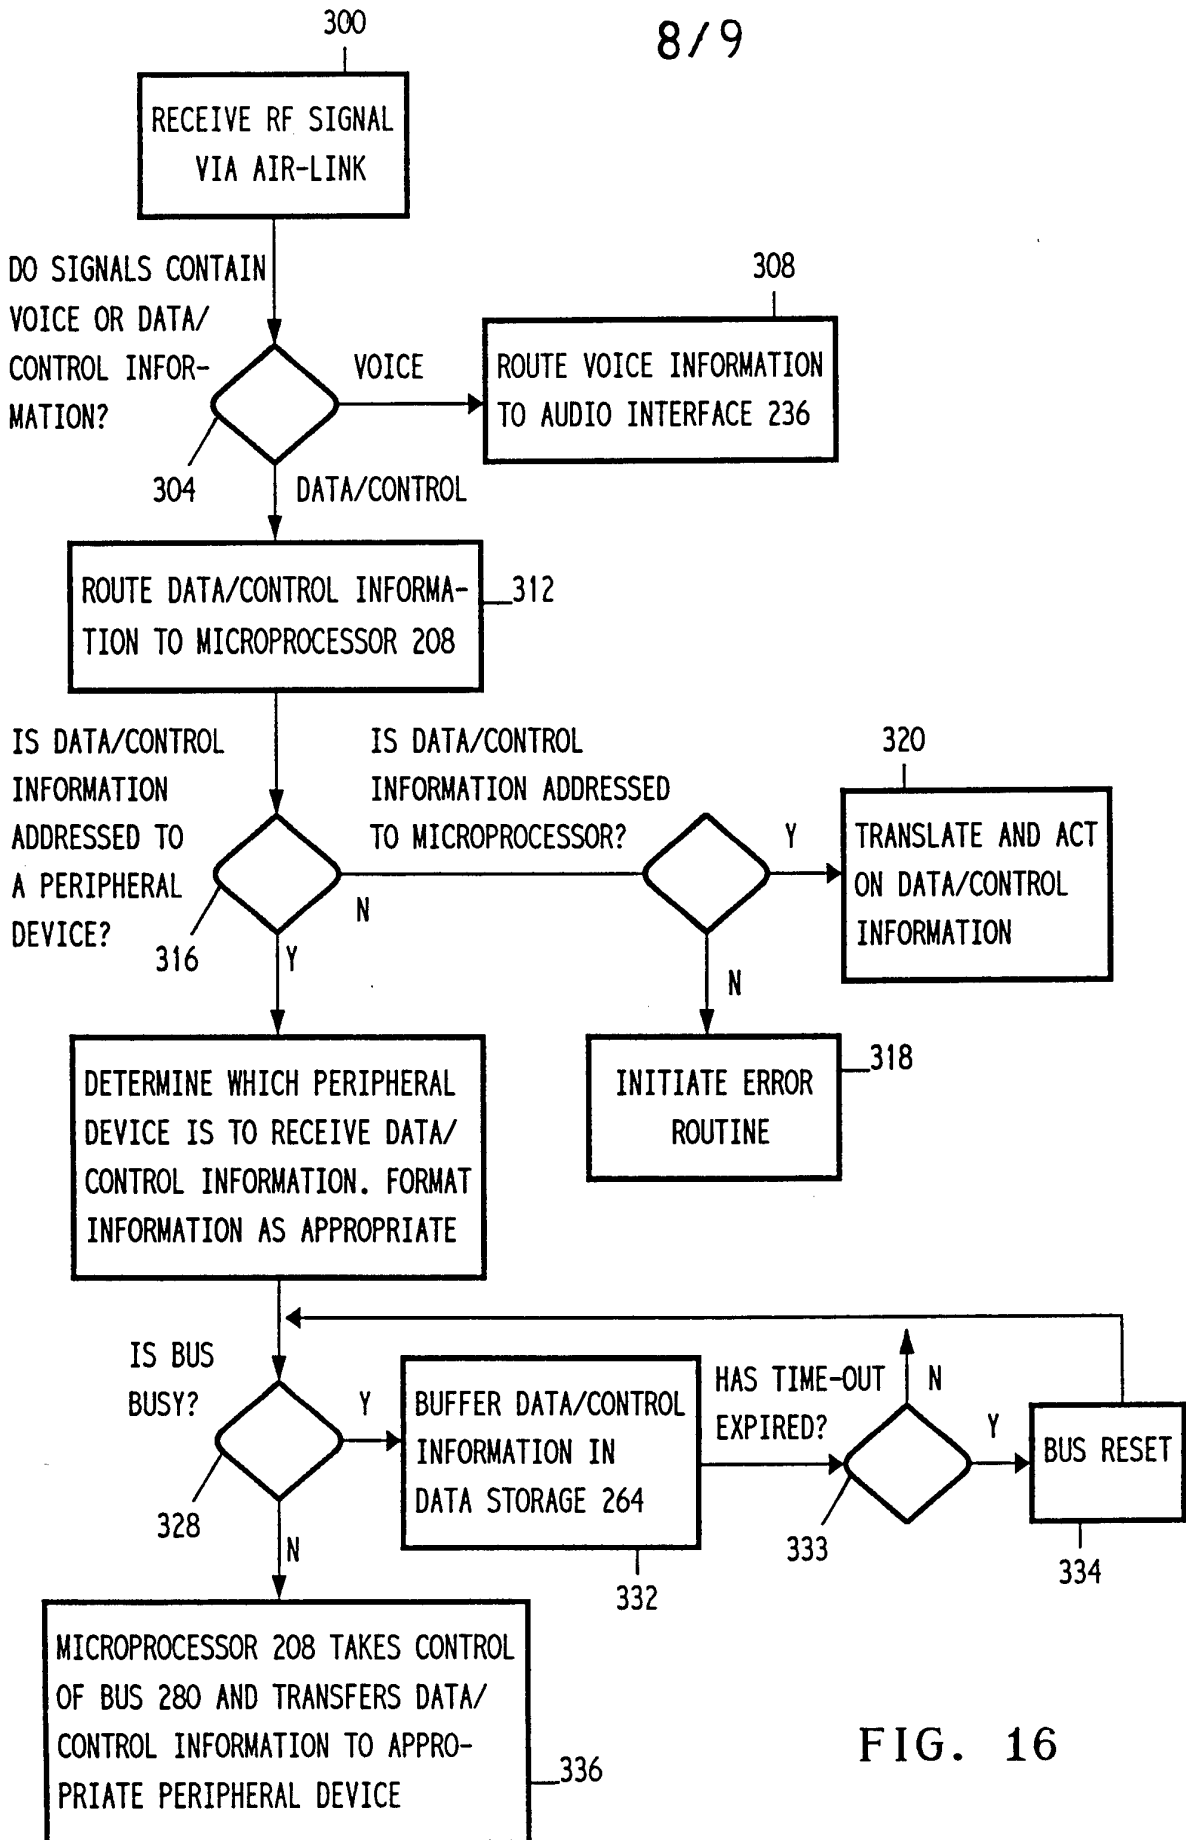 300
8/9
RECEIVE RF SIGNAL
VIA AIR-LINK
DO SIGNALS CONTAIN
VOICE OR DATA/
CONTROL INFOR-
MATION?
304
VOICE
308
ROUTE VOICE INFORMATION
TO AUDIO INTERFACE 236
DATA/CONTROL
ROUTE DATA/CONTROL INFORMA-
TION TO MICROPROCESSOR 208
312
IS DATA/CONTROL
INFORMATION
ADDRESSED TO
A PERIPHERAL
DEVICE?
316
N
Y
IS DATA/CONTROL
INFORMATION ADDRESSED
TO MICROPROCESSOR?
Y
320
TRANSLATE AND ACT
ON DATA/CONTROL
INFORMATION
N
318
INITIATE ERROR
ROUTINE
DETERMINE WHICH PERIPHERAL
DEVICE IS TO RECEIVE DATA/
CONTROL INFORMATION. FORMAT
INFORMATION AS APPROPRIATE
IS BUS
BUSY?
328
Y
N
BUFFER DATA/CONTROL
INFORMATION IN
DATA STORAGE 264
332
HAS TIME-OUT
EXPIRED?
N
333
Y
BUS RESET
334
MICROPROCESSOR 208 TAKES CONTROL
OF BUS 280 AND TRANSFERS DATA/
CONTROL INFORMATION TO APPRO-
PRIATE PERIPHERAL DEVICE
336
FIG. 16